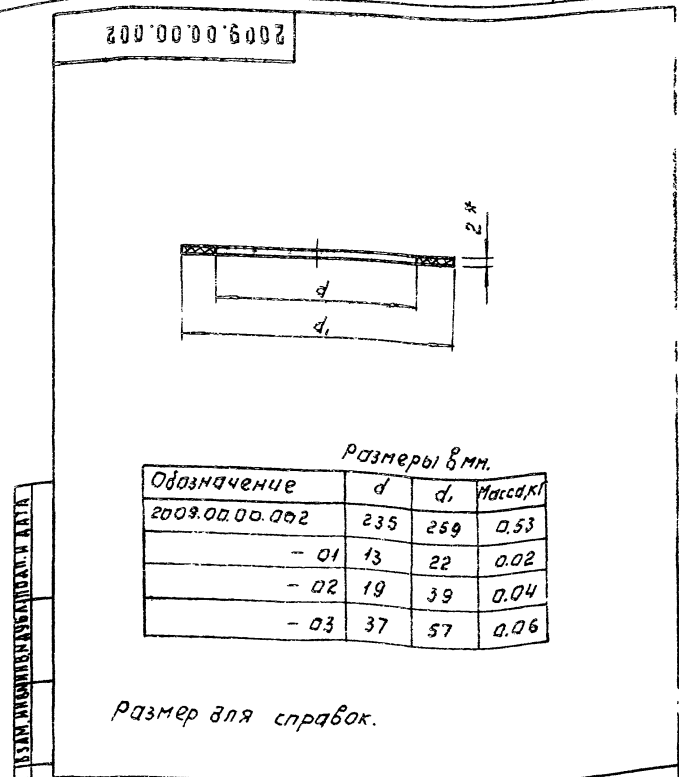 2009.00.00.002
2 *
d
d₁
Размеры в мм.
Обозначение d d₁ Масса, кг
2009.00.00.002 235 259 0,53
- 01 13 22 0.02
- 02 19 39 0.04
- 03 37 57 0.06
Размер для справок.
ПОДП. И ДАТА